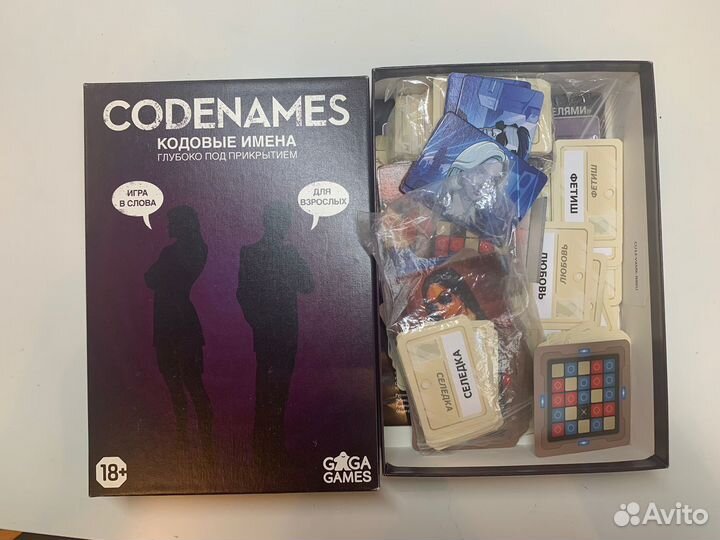 CODENAMES
КОДОВЫЕ ИМЕНА
ГЛУБОКО ПОД ПРИКРЫТИЕМ
ИГРА
В СЛОВА
ДЛЯ
ВЗРОСЛЫХ
18+
GAGA
GAMES
ЕЛЯМИ
ФЕТИШ
ФЕТИШ
ЛЮБОВЬ
ЛЮБОВЬ
СЕЛЕДКА
СЕЛЕДКА
Avito